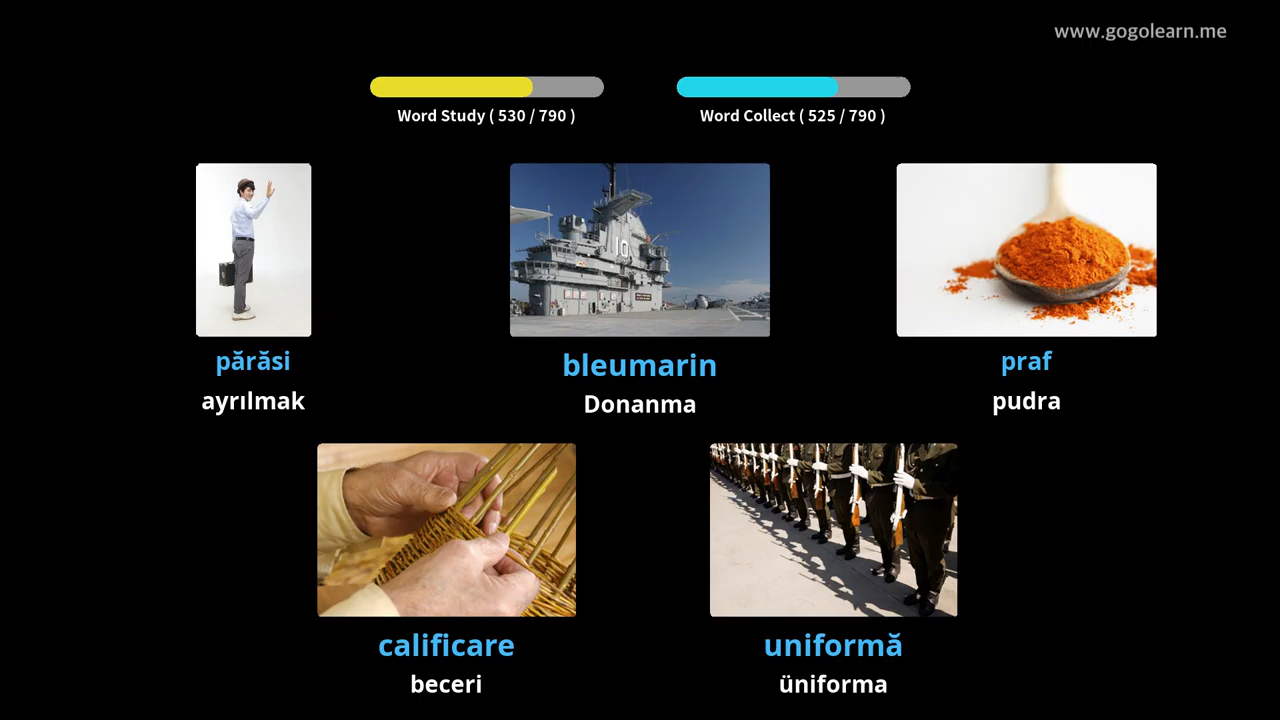 www.gogolearn.me
Word Study ( 530 / 790 )
Word Collect ( 525 / 790 )
părăsi
ayrılmak
bleumarin
Donanma
praf
pudra
calificare
beceri
uniformă
üniforma